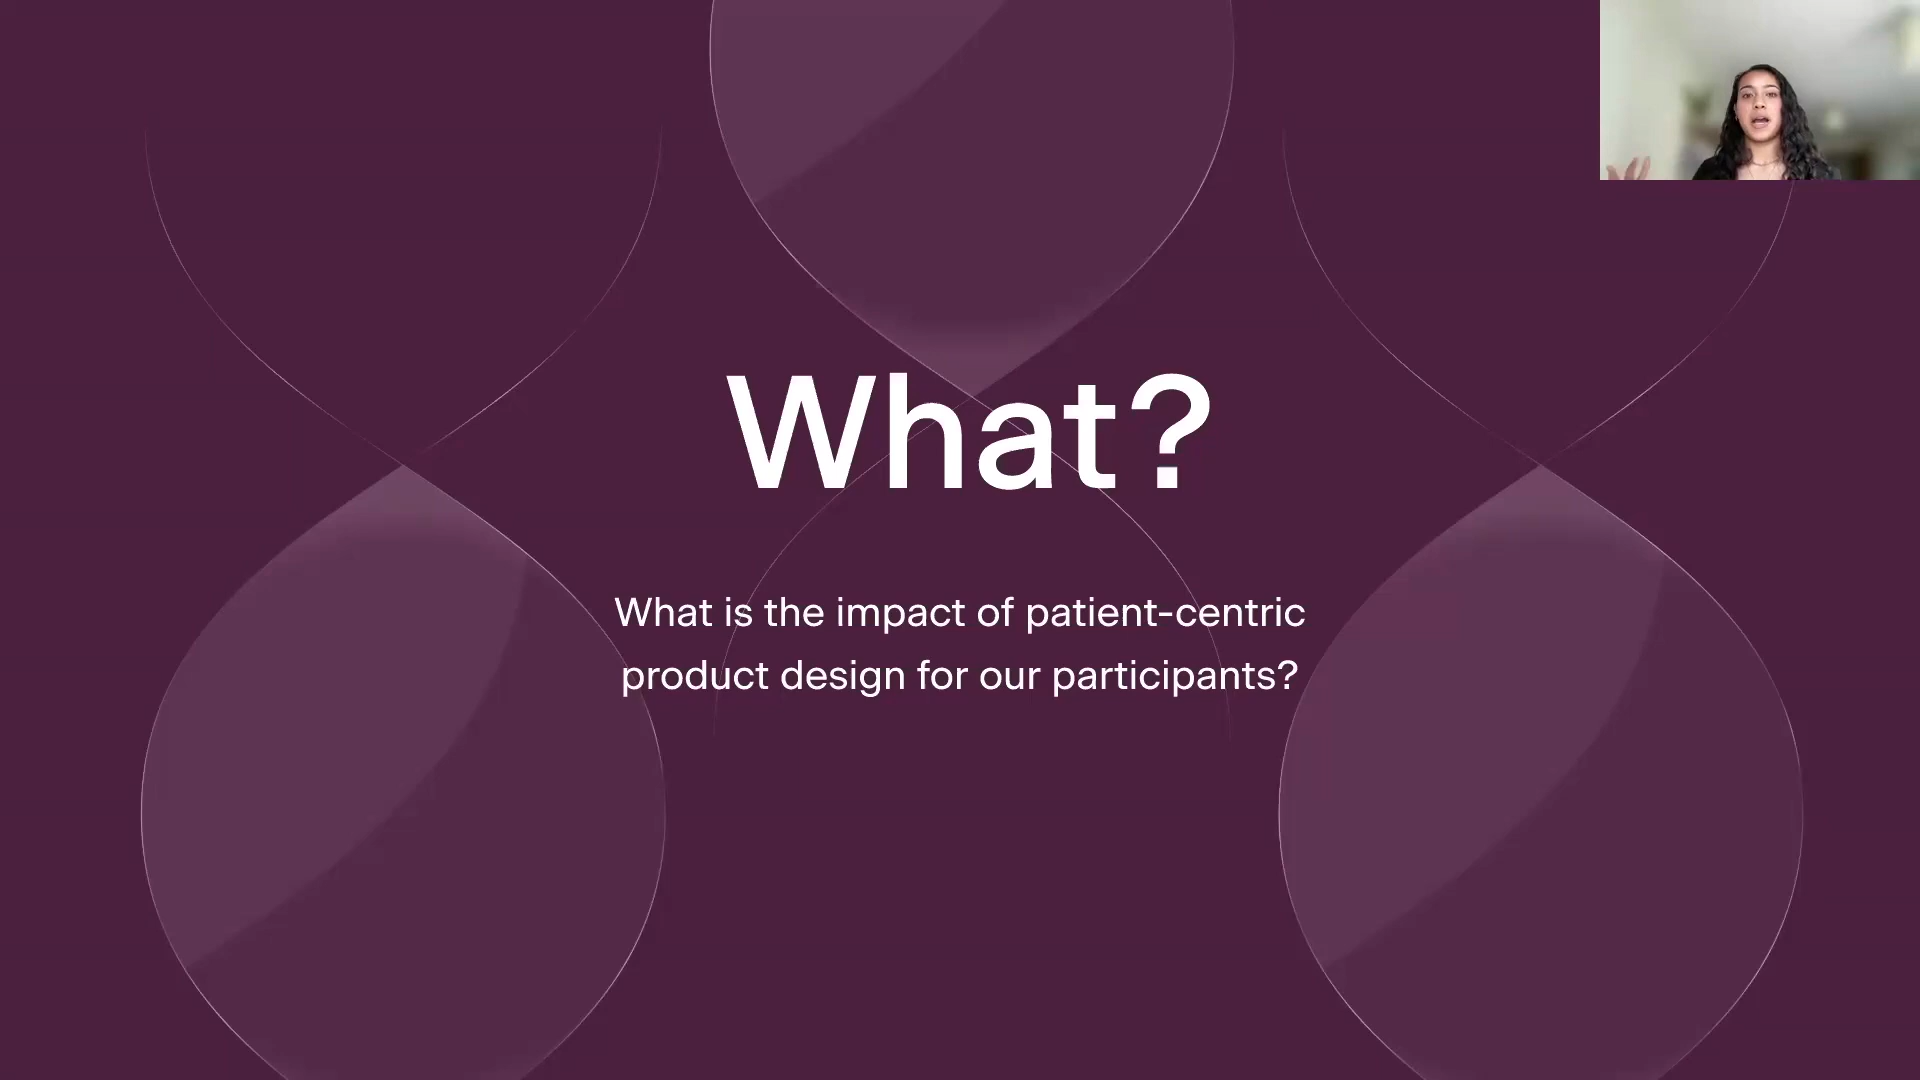 What?
What is the impact of patient-centric
product design for our participants?